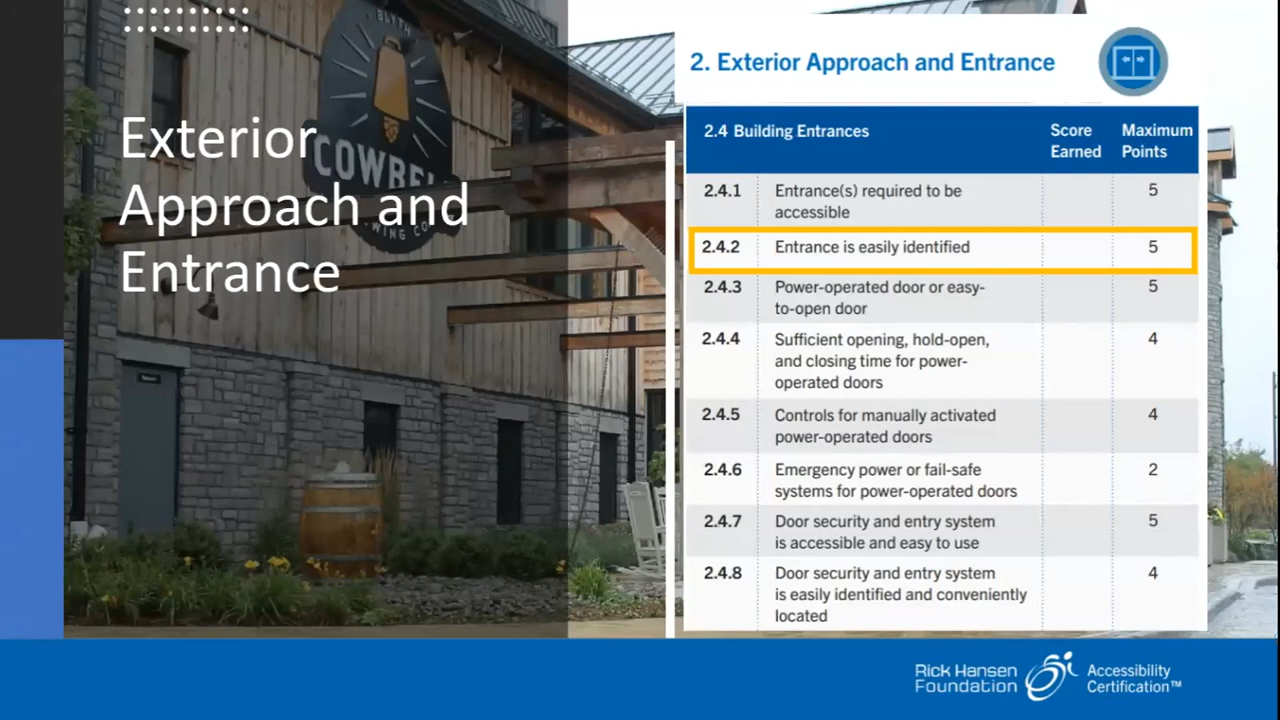 Exterior
Approach and
Entrance
BLYTH
COWBEL
BREWING CO
2. Exterior Approach and Entrance
2.4 Building Entrances
Score
Earned
Maximum
Points
2.4.1 Entrance(s) required to be
accessible 5
2.4.2 Entrance is easily identified 5
2.4.3 Power-operated door or easy-
to-open door 5
2.4.4 Sufficient opening, hold-open,
and closing time for power-
operated doors 4
2.4.5 Controls for manually activated
power-operated doors 4
2.4.6 Emergency power or fail-safe
systems for power-operated doors 2
2.4.7 Door security and entry system
is accessible and easy to use 5
2.4.8 Door security and entry system
is easily identified and conveniently
located 4
Rick Hansen
Foundation
Accessibility
Certification™